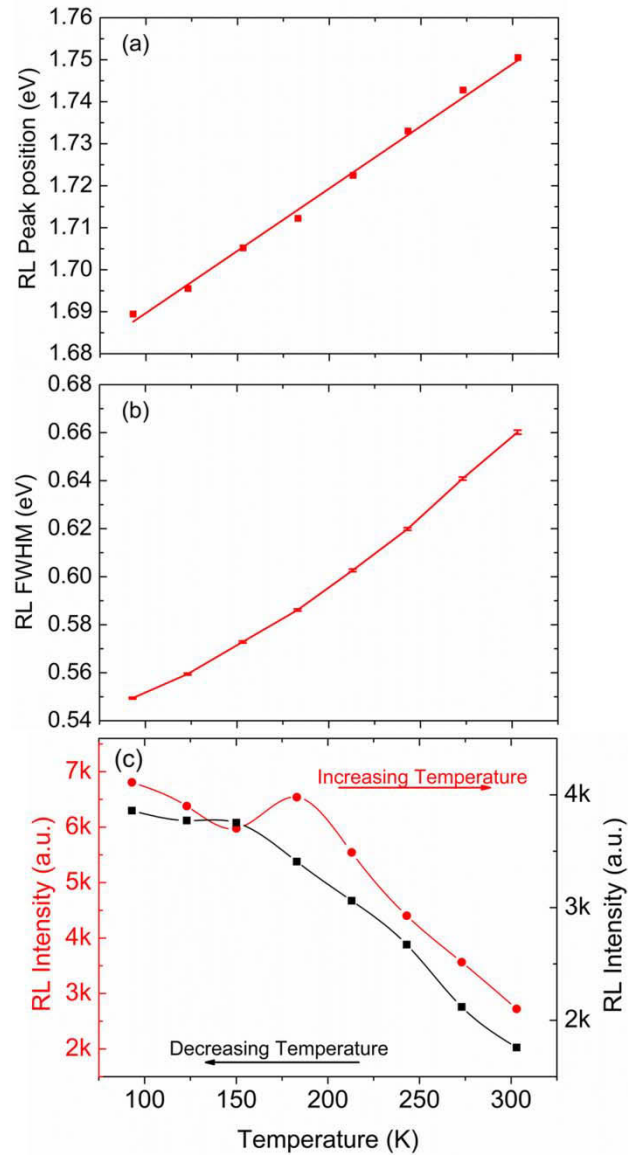 1.76
(a)
1.75
1.74
1.73
1.72
1.71
1.70
1.69
1.68
RL Peak position (eV)
0.68
(b)
0.66
0.64
0.62
0.60
0.58
0.56
0.54
RL FWHM (eV)
(c)
7k
6k
5k
4k
3k
2k
RL Intensity (a.u.)
Increasing Temperature
Decreasing Temperature
4k
3k
2k
RL Intensity (a.u.)
100 150 200 250 300
Temperature (K)